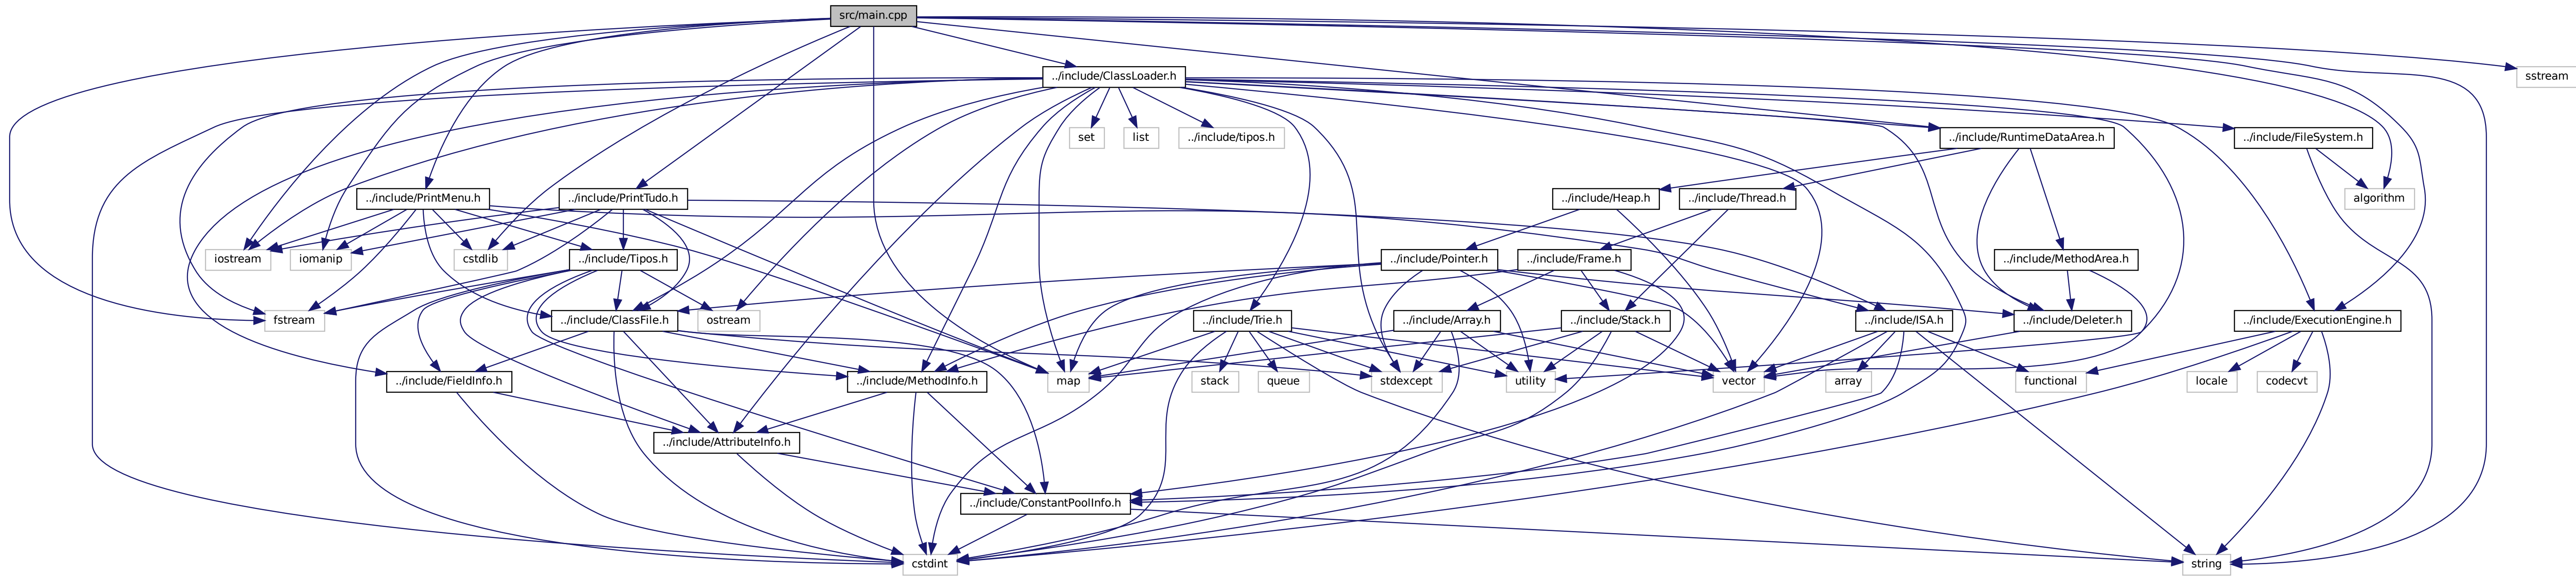 src/main.cpp
../include/ClassLoader.h
sstream
set
list
../include/tipos.h
../include/RuntimeDataArea.h
../include/FileSystem.h
../include/PrintMenu.h
../include/PrintTudo.h
../include/Heap.h
../include/Thread.h
algorithm
iostream
iomanip
cstdlib
../include/Tipos.h
../include/Pointer.h
../include/Frame.h
../include/MethodArea.h
fstream
../include/ClassFile.h
ostream
../include/Trie.h
../include/Array.h
../include/Stack.h
../include/ISA.h
../include/Deleter.h
../include/ExecutionEngine.h
../include/FieldInfo.h
../include/MethodInfo.h
map
stack
queue
stdexcept
utility
vector
array
functional
locale
codecvt
../include/AttributeInfo.h
../include/ConstantPoolInfo.h
cstdint
string